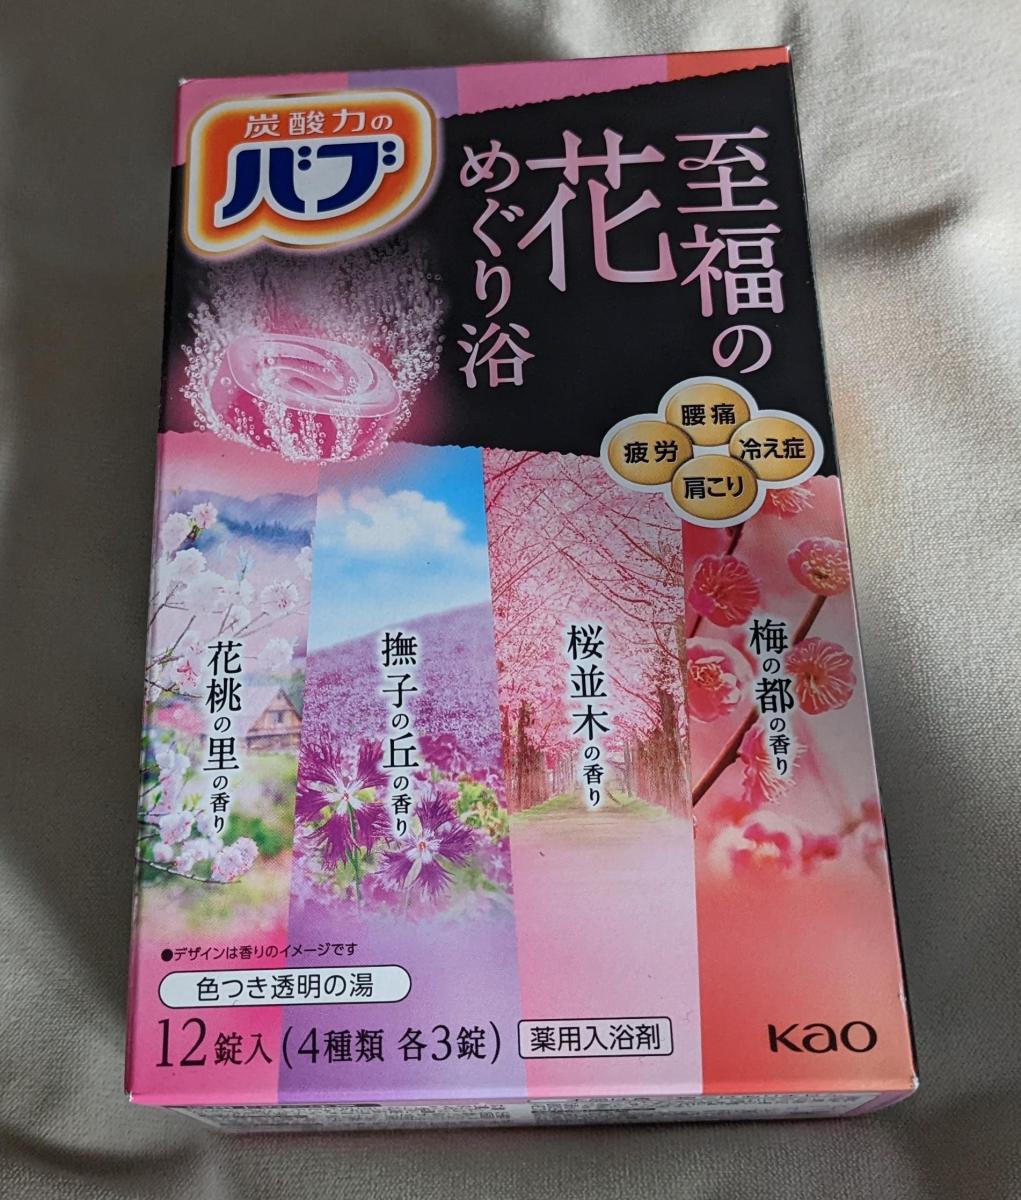 炭酸力の
バブ
至福の
花
めぐり浴
腰痛
疲労
冷え症
肩こり
花桃の里の香り
撫子の丘の香り
桜並木の香り
梅の都の香り
●デザインは香りのイメージです
色つき透明の湯
12錠入(4種類 各3錠)
薬用入浴剤
Kao